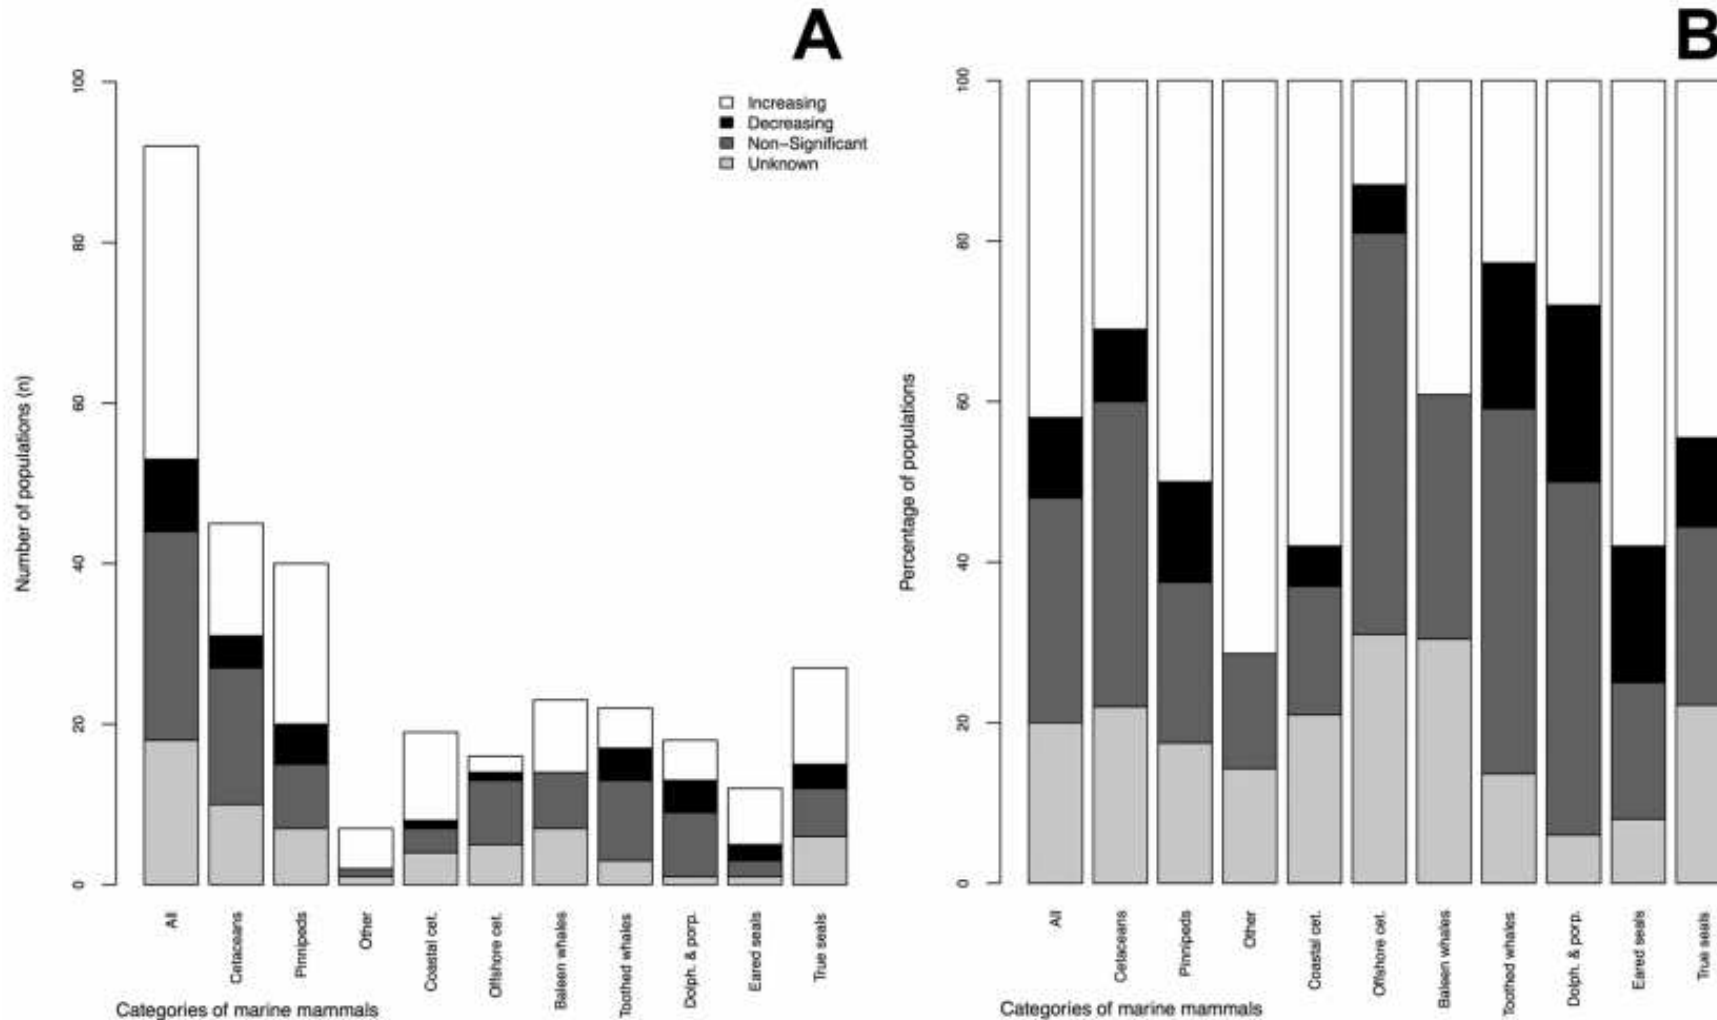 A
Number of populations (n)
100
80
60
40
20
0
Increasing
Decreasing
Non-Significant
Unknown
All
Cetaceans
Pinnipeds
Other
Coastal cet.
Offshore cet.
Baleen whales
Toothed whales
Dolph. & porp.
Eared seals
True seals
Categories of marine mammals
B
Percentage of populations
100
80
60
40
20
0
All
Cetaceans
Pinnipeds
Other
Coastal cet.
Offshore cet.
Baleen whales
Toothed whales
Dolph. & porp.
Eared seals
True seals
Categories of marine mammals